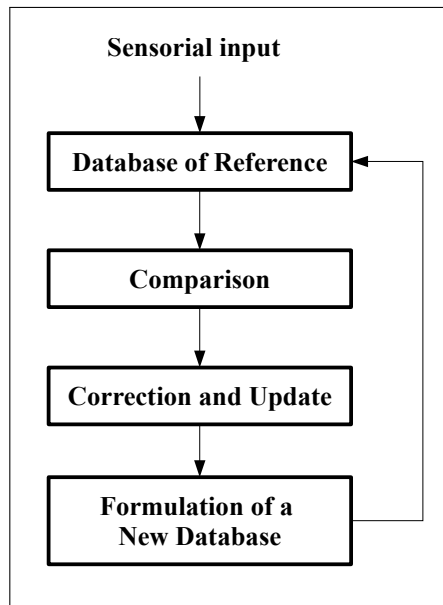 Sensorial input
Database of Reference
Comparison
Correction and Update
Formulation of a
New Database